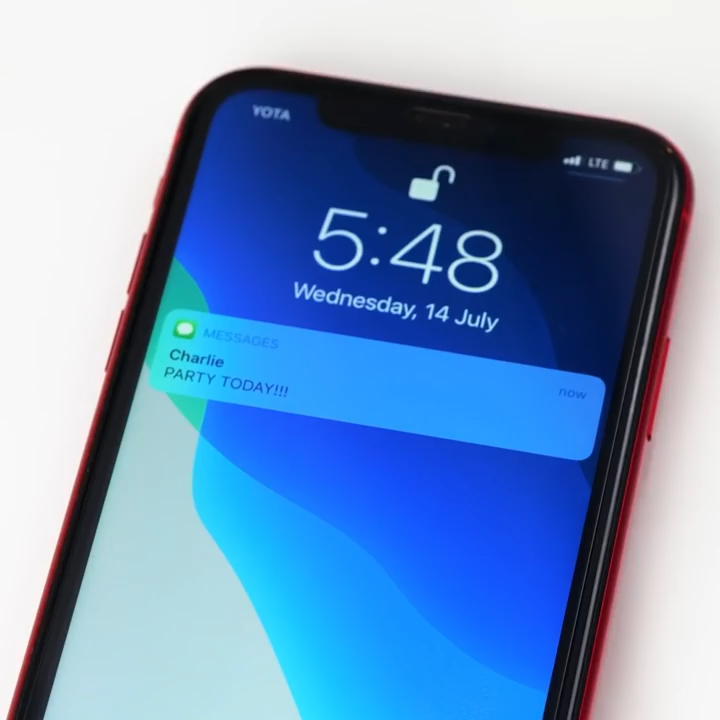 YOTA
LTE
5:48
Wednesday, 14 July
MESSAGES
now
Charlie
PARTY TODAY!!!